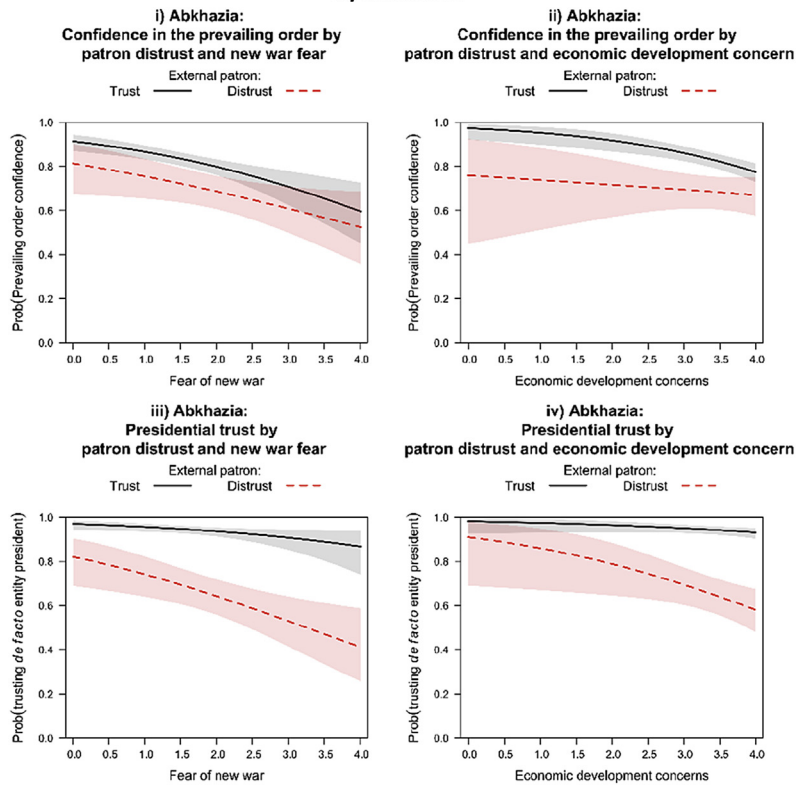 i) Abkhazia:
Confidence in the prevailing order by
patron distrust and new war fear
External patron:
Trust Distrust
Prob(Prevailing order confidence)
1.0
0.8
0.6
0.4
0.2
0.0
0.0 0.5 1.0 1.5 2.0 2.5 3.0 3.5 4.0
Fear of new war
ii) Abkhazia:
Confidence in the prevailing order by
patron distrust and economic development concern
External patron:
Trust Distrust
Prob(Prevailing order confidence)
1.0
0.8
0.6
0.4
0.2
0.0
0.0 0.5 1.0 1.5 2.0 2.5 3.0 3.5 4.0
Economic development concerns
iii) Abkhazia:
Presidential trust by
patron distrust and new war fear
External patron:
Trust Distrust
Prob(trusting de facto entity president)
1.0
0.8
0.6
0.4
0.2
0.0
0.0 0.5 1.0 1.5 2.0 2.5 3.0 3.5 4.0
Fear of new war
iv) Abkhazia:
Presidential trust by
patron distrust and economic development concern
External patron:
Trust Distrust
Prob(trusting de facto entity president)
1.0
0.8
0.6
0.4
0.2
0.0
0.0 0.5 1.0 1.5 2.0 2.5 3.0 3.5 4.0
Economic development concerns